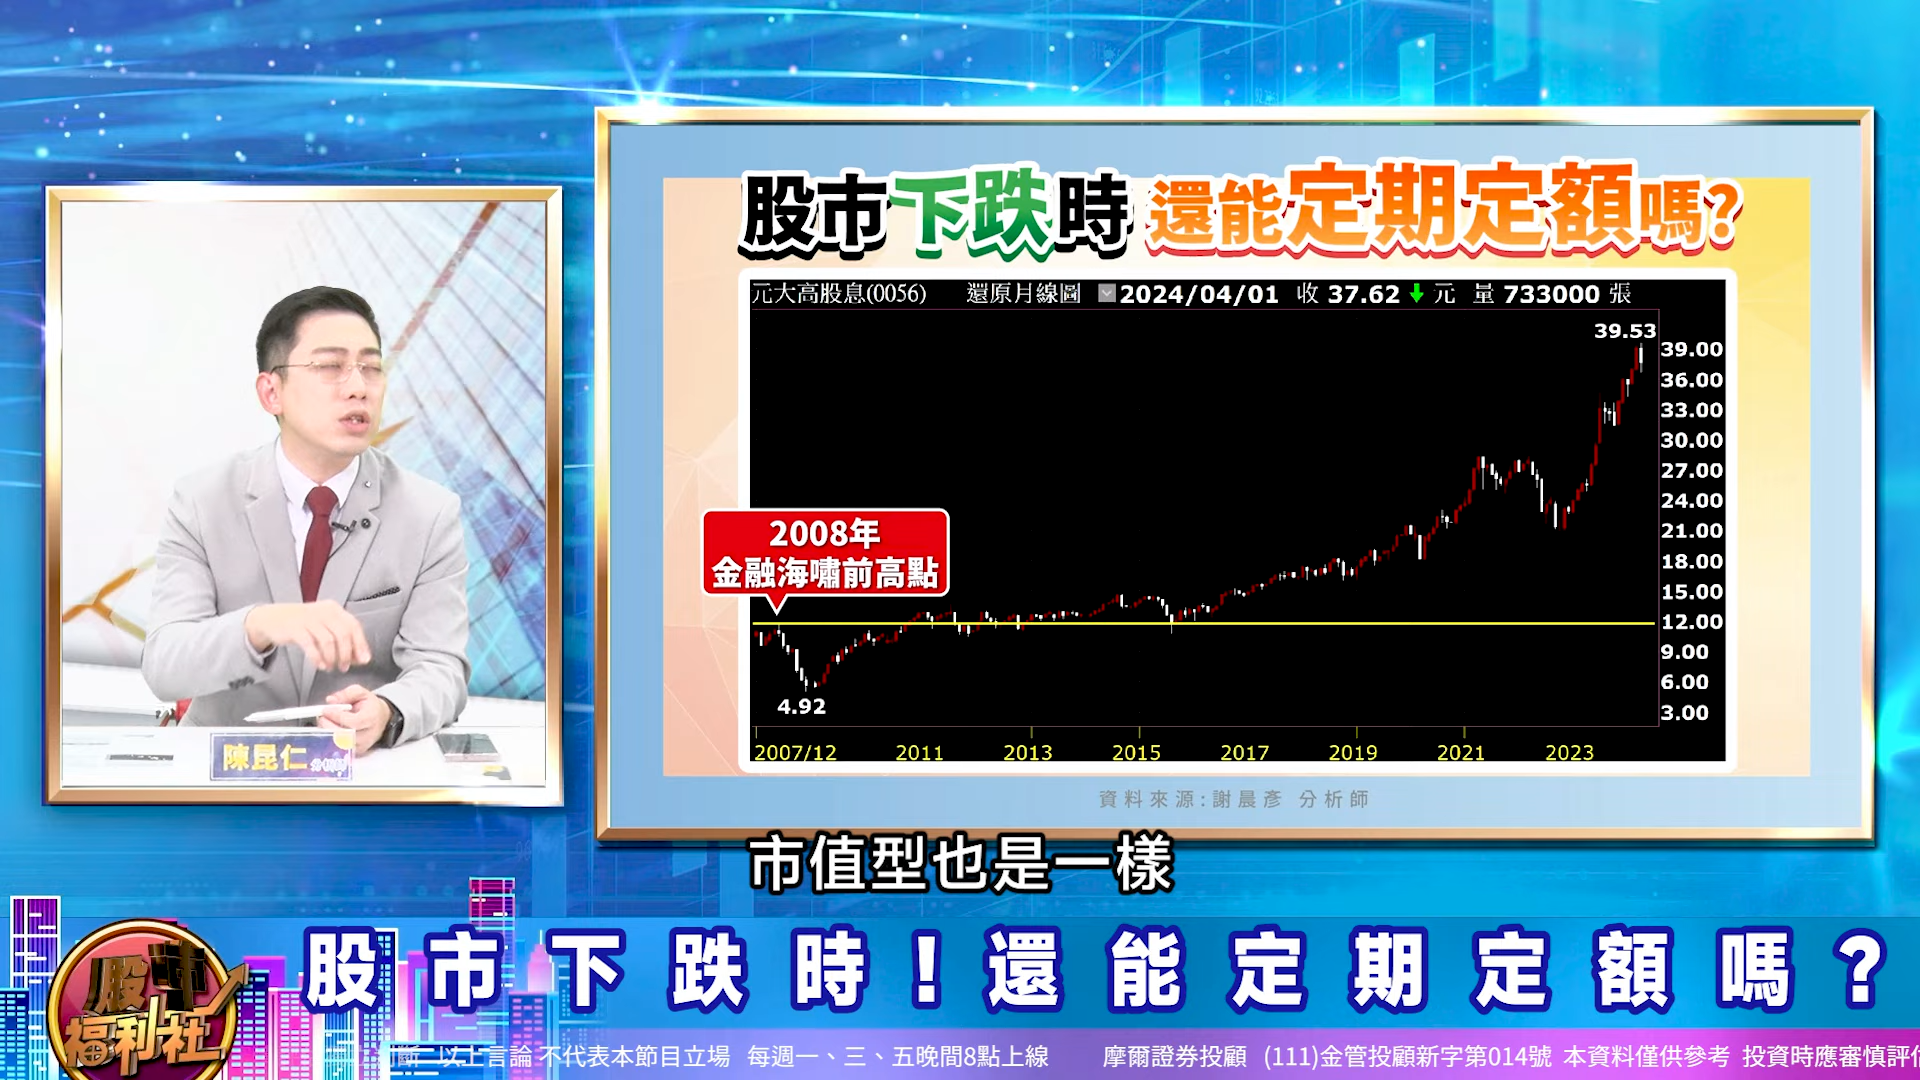 股市下跌時 還能定期定額嗎?
元大高股息(0056) 還原月線圖 2024/04/01 收 37.62 元 量 733000 張
39.53
39.00
36.00
33.00
30.00
27.00
24.00
21.00
18.00
15.00
12.00
9.00
6.00
3.00
2008年
金融海嘯前高點
4.92
2007/12 2011 2013 2015 2017 2019 2021 2023
資料來源:謝晨彥 分析師
陳昆仁 分析師
市值型也是一樣
股市下跌時!還能定期定額嗎?
股市
福利社
斷 以上言論 不代表本節目立場 每週一、三、五晚間8點上線 摩爾證券投顧 (111)金管投顧新字第014號 本資料僅供參考 投資時應審慎評